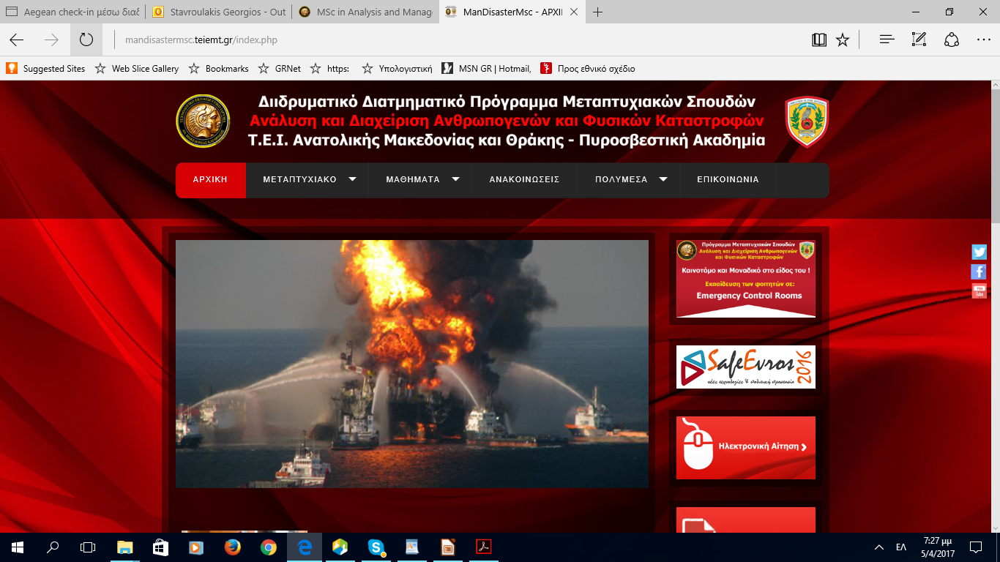 Aegean check-in μέσω διαδ
Stavroulakis Georgios - Out
MSc in Analysis and Manag
ManDisasterMsc - ΑΡΧΙΙ
mandisastermsc.teiemt.gr/index.php
Suggested Sites
Web Slice Gallery
Bookmarks
GRNet
https:
Υπολογιστική
MSN GR | Hotmail,
Προς εθνικό σχέδιο
Διιδρυματικό Διατμηματικό Πρόγραμμα Μεταπτυχιακών Σπουδών
Ανάλυση και Διαχείριση Ανθρωπογενών και Φυσικών Καταστροφών
Τ.Ε.Ι. Ανατολικής Μακεδονίας και Θράκης - Πυροσβεστική Ακαδημία
ΑΡΧΙΚΗ
ΜΕΤΑΠΤΥΧΙΑΚΟ
ΜΑΘΗΜΑΤΑ
ΑΝΑΚΟΙΝΩΣΕΙΣ
ΠΟΛΥΜΕΣΑ
ΕΠΙΚΟΙΝΩΝΙΑ
Πρόγραμμα Μεταπτυχιακών Σπουδών
Ανάλυση και Διαχείριση Ανθρωπογενών
και Φυσικών Καταστροφών
Καινοτόμο και Μοναδικό στο είδος του !
Εκπαίδευση των φοιτητών σε:
Emergency Control Rooms
SafeEvros
2016
νέες τεχνολογίες & πολιτική προστασία
Ηλεκτρονική Αίτηση
You
Tube
ΕΛ
7:27 μμ
5/4/2017